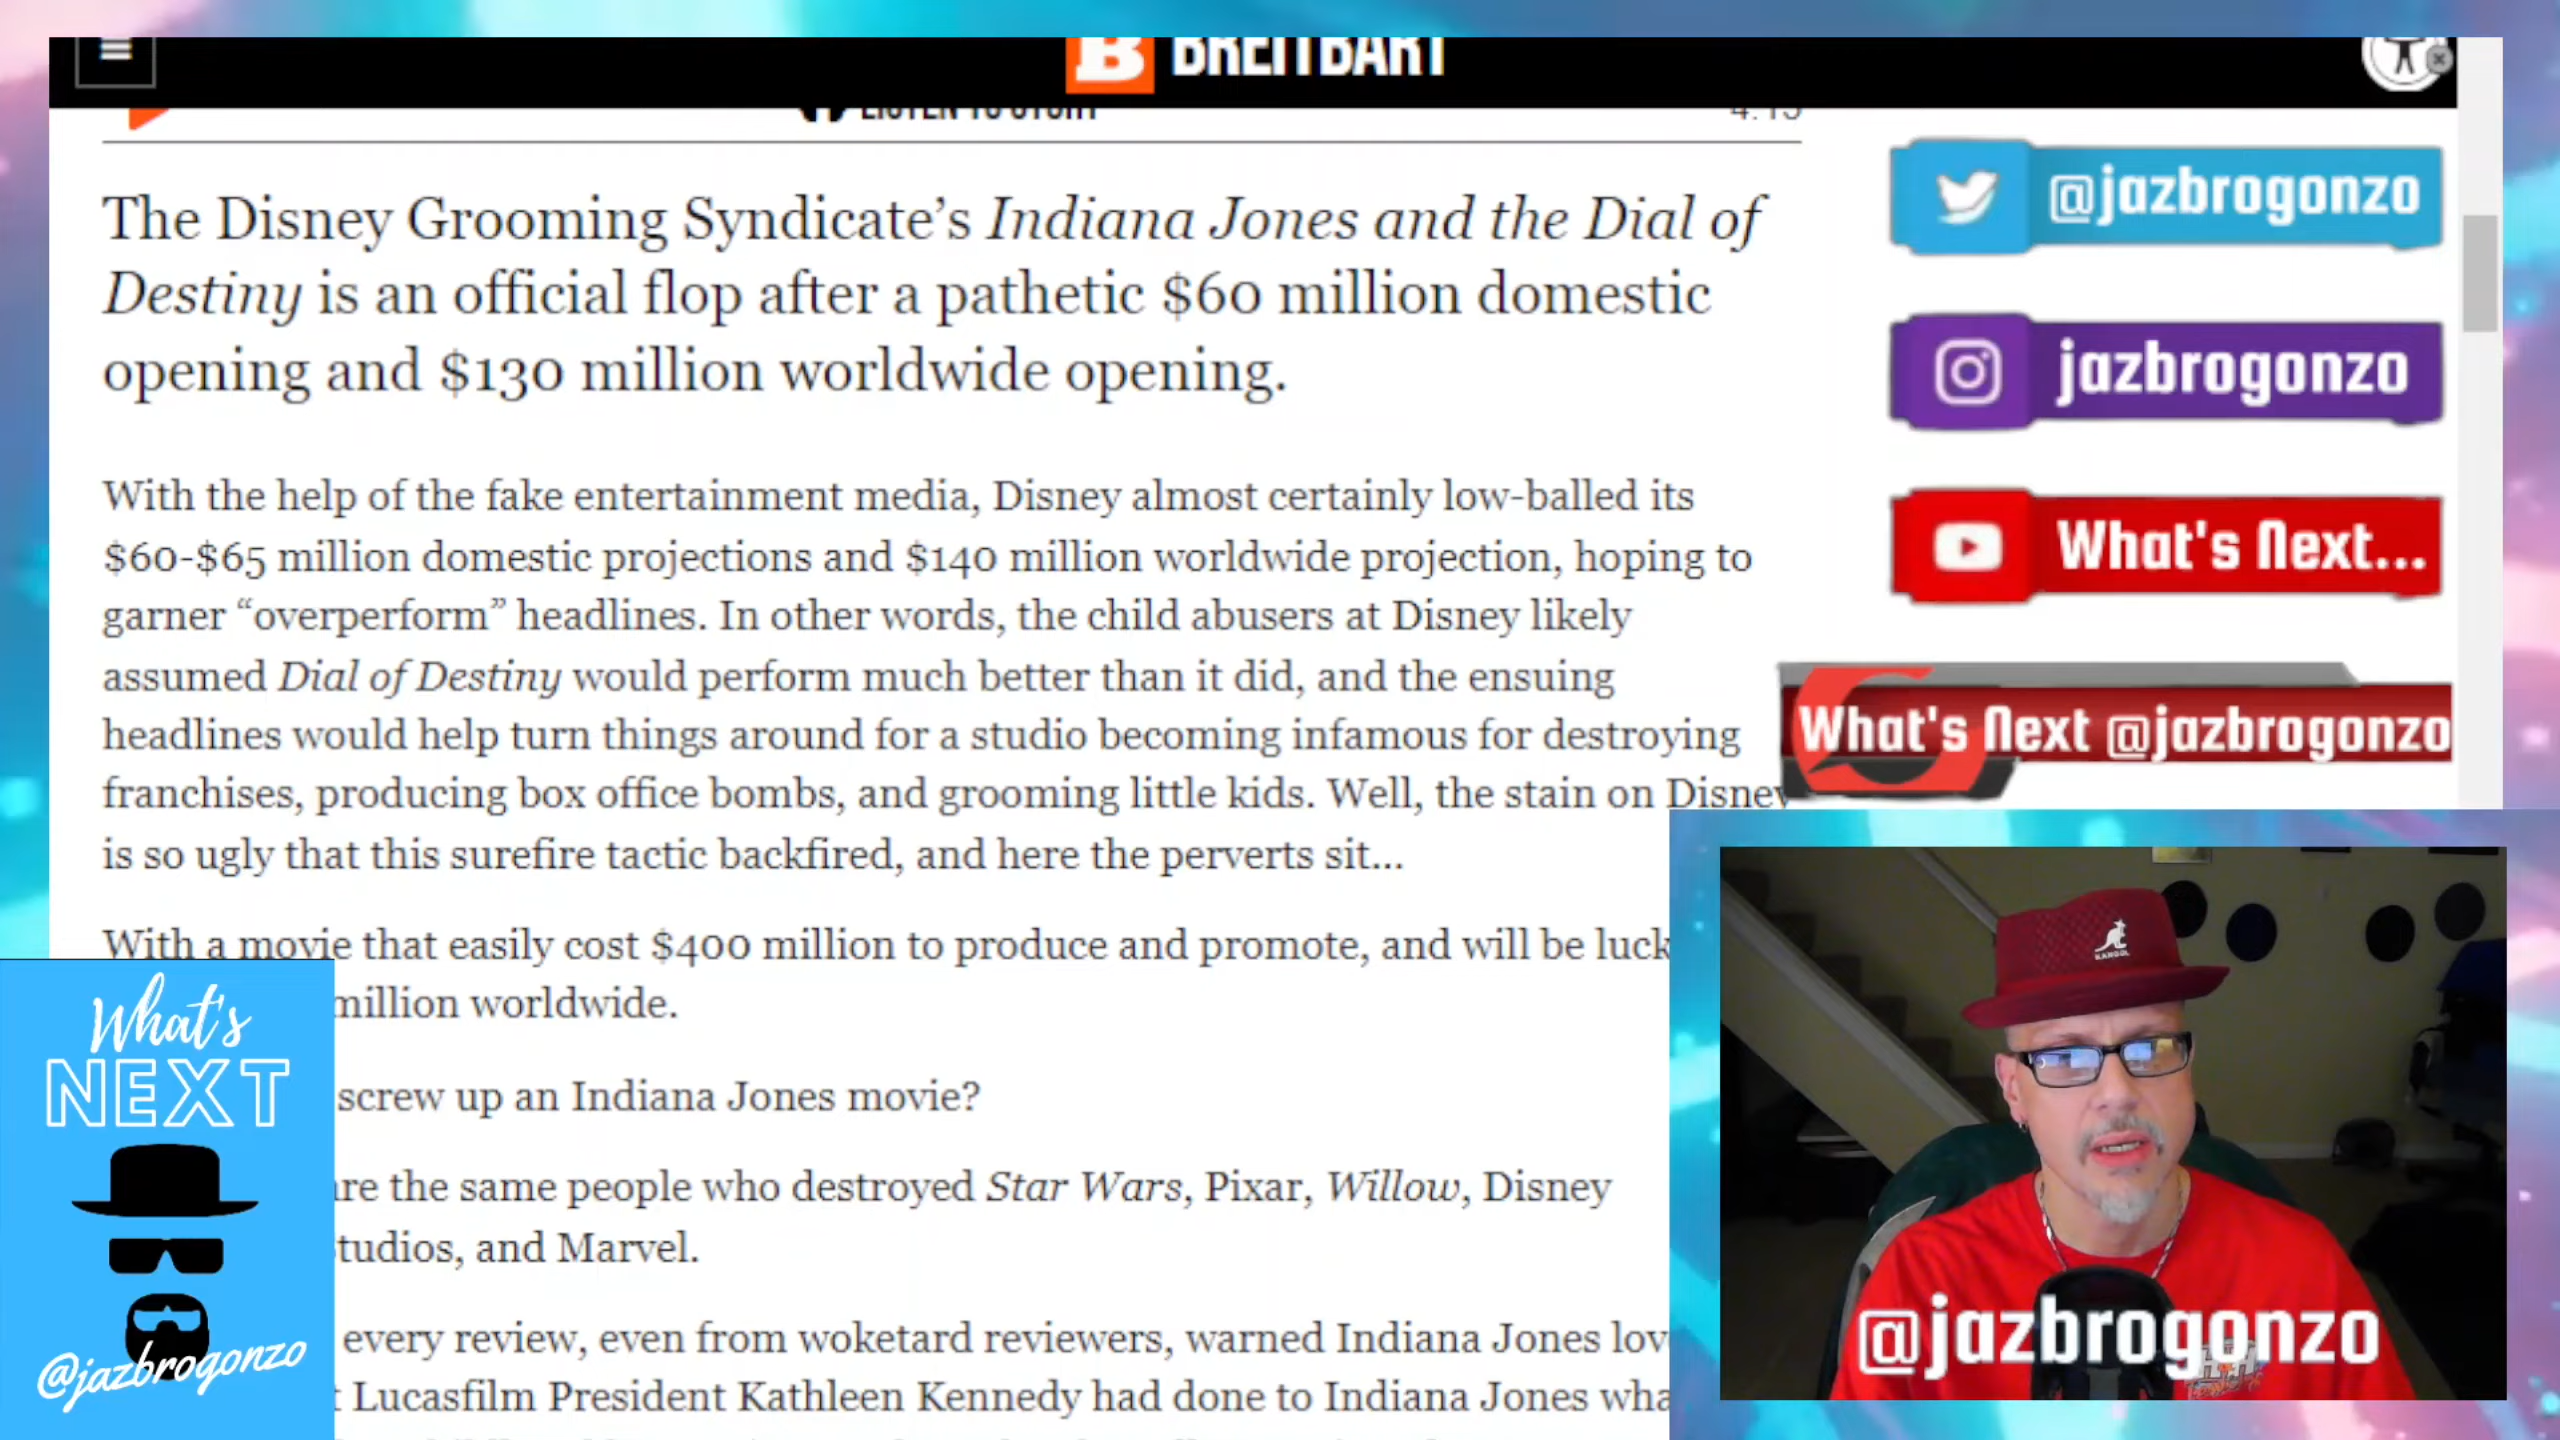 BREITBART
LISTEN TO STORY
4:15
The Disney Grooming Syndicate's Indiana Jones and the Dial of
Destiny is an official flop after a pathetic $60 million domestic
opening and $130 million worldwide opening.
With the help of the fake entertainment media, Disney almost certainly low-balled its
$60-$65 million domestic projections and $140 million worldwide projection, hoping to
garner “overperform” headlines. In other words, the child abusers at Disney likely
assumed Dial of Destiny would perform much better than it did, and the ensuing
headlines would help turn things around for a studio becoming infamous for destroying
franchises, producing box office bombs, and grooming little kids. Well, the stain on Disney
is so ugly that this surefire tactic backfired, and here the perverts sit...
With a movie that easily cost $400 million to produce and promote, and will be luck
million worldwide.
screw up an Indiana Jones movie?
are the same people who destroyed Star Wars, Pixar, Willow, Disney
tudios, and Marvel.
every review, even from woketard reviewers, warned Indiana Jones lov
Lucasfilm President Kathleen Kennedy had done to Indiana Jones wha
@jazbrogonzo
jazbrogonzo
What's Next...
What's Next @jazbrogonzo
What's
NEXT
@jazbrogonzo
KANGOL
@jazbrogonzo